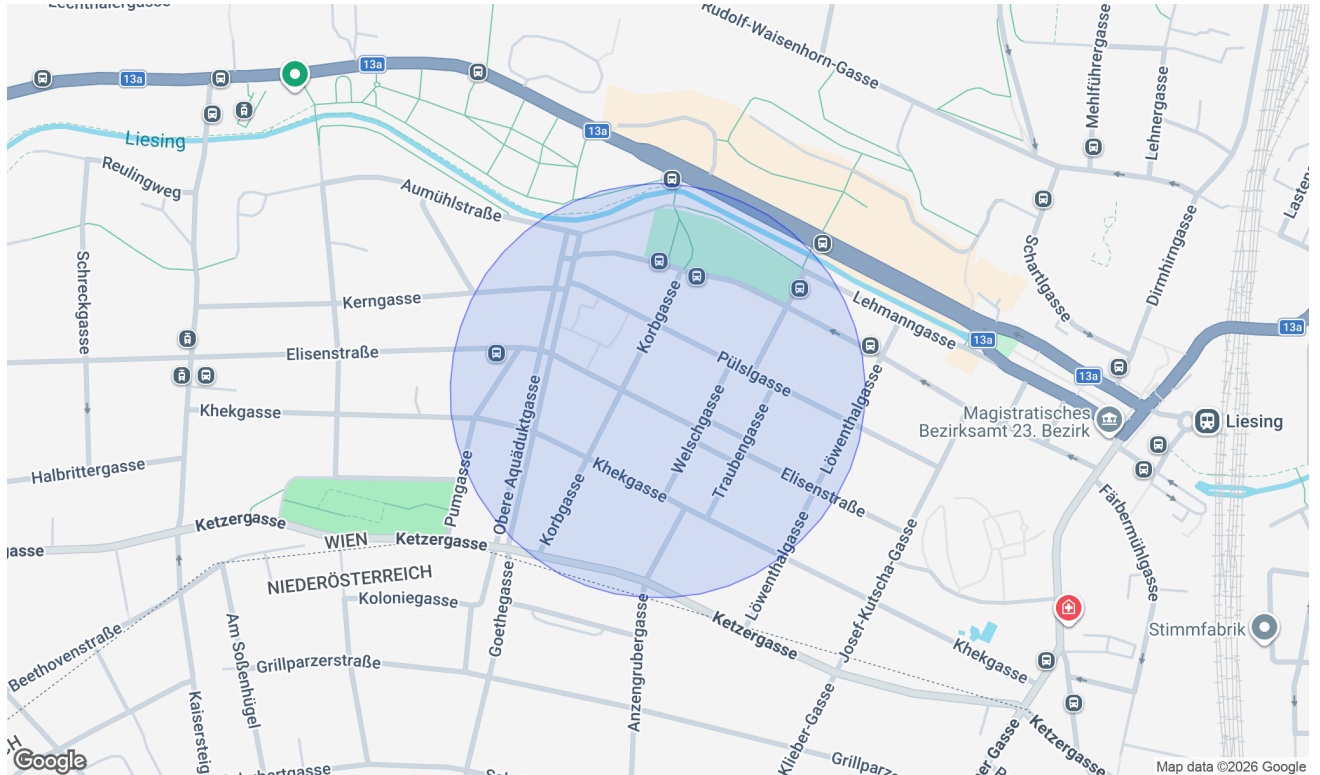 Rudolf-Waisenhorn-Gasse
Mehlführergasse
Lehnergasse
13a
13a
13a
Liesing
Reulingweg
Aumühlstraße
Schreckgasse
Kerngasse
Elisenstraße
Khekgasse
Halbrittergasse
Ketzergasse
WIEN
Ketzergasse
NIEDERÖSTERREICH
Koloniegasse
Beethovenstraße
Am Soßenhügel
Grillparzerstraße
Kaisersteig
Goethegasse
Anzengrubergasse
Pumgasse
Obere Aquäduktgasse
Korbgasse
Korbgasse
Khekgasse
Welschgasse
Traubengasse
Pülslgasse
Elisenstraße
Löwenthalgasse
Löwenthalgasse
Lehmanngasse
13a
13a
13a
Schartlgasse
Dirmhirngasse
Magistratisches
Bezirksamt 23. Bezirk
Liesing
Färbermühlgasse
Josef-Kutscha-Gasse
Ketzergasse
Khekgasse
Stimmfabrik
Klieber-Gasse
Grillparzerstraße
Ketzergasse
Google
Map data ©2026 Google